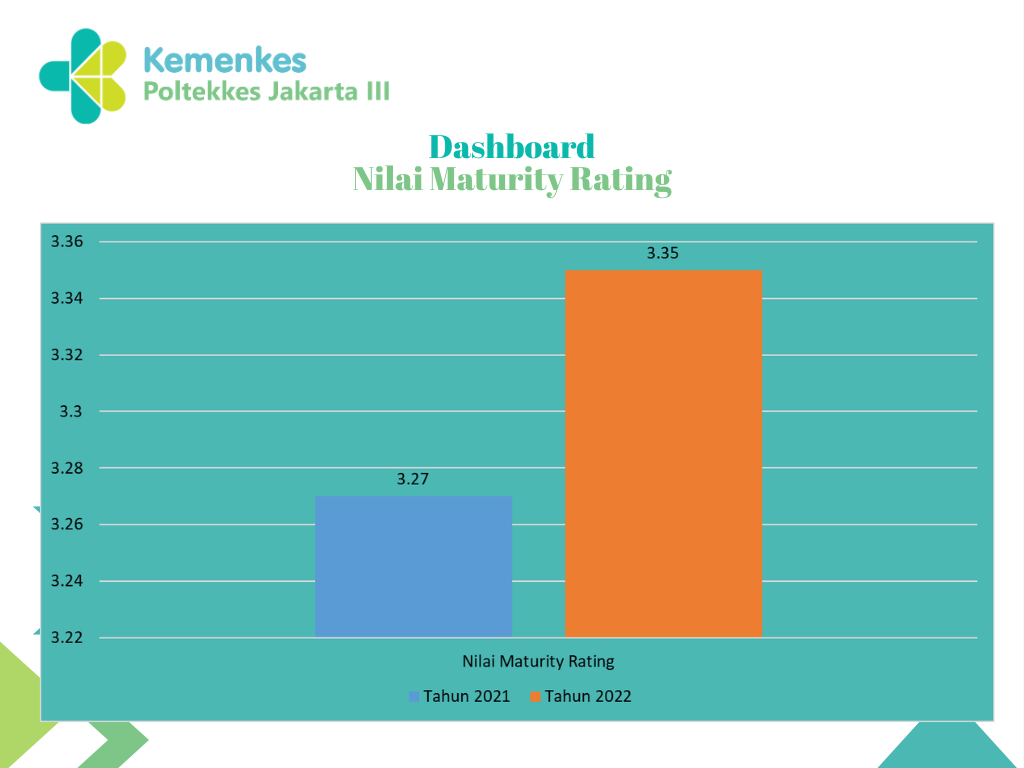 Kemenkes
Poltekkes Jakarta III
Dashboard
Nilai Maturity Rating
3.36
3.35
3.34
3.32
3.3
3.28
3.27
3.26
3.24
3.22
Nilai Maturity Rating
Tahun 2021 Tahun 2022